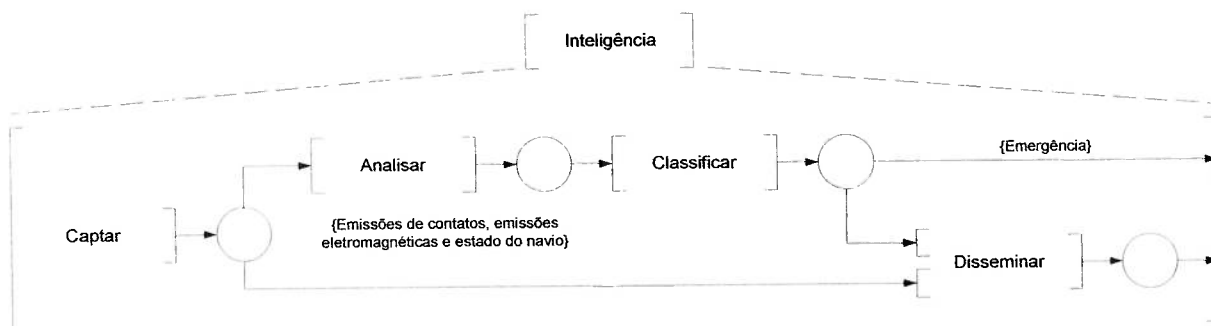 Inteligência
{Emergência}
Analisar
Classificar
{Emissões de contatos, emissões
eletromagnéticas e estado do navio}
Captar
Disseminar